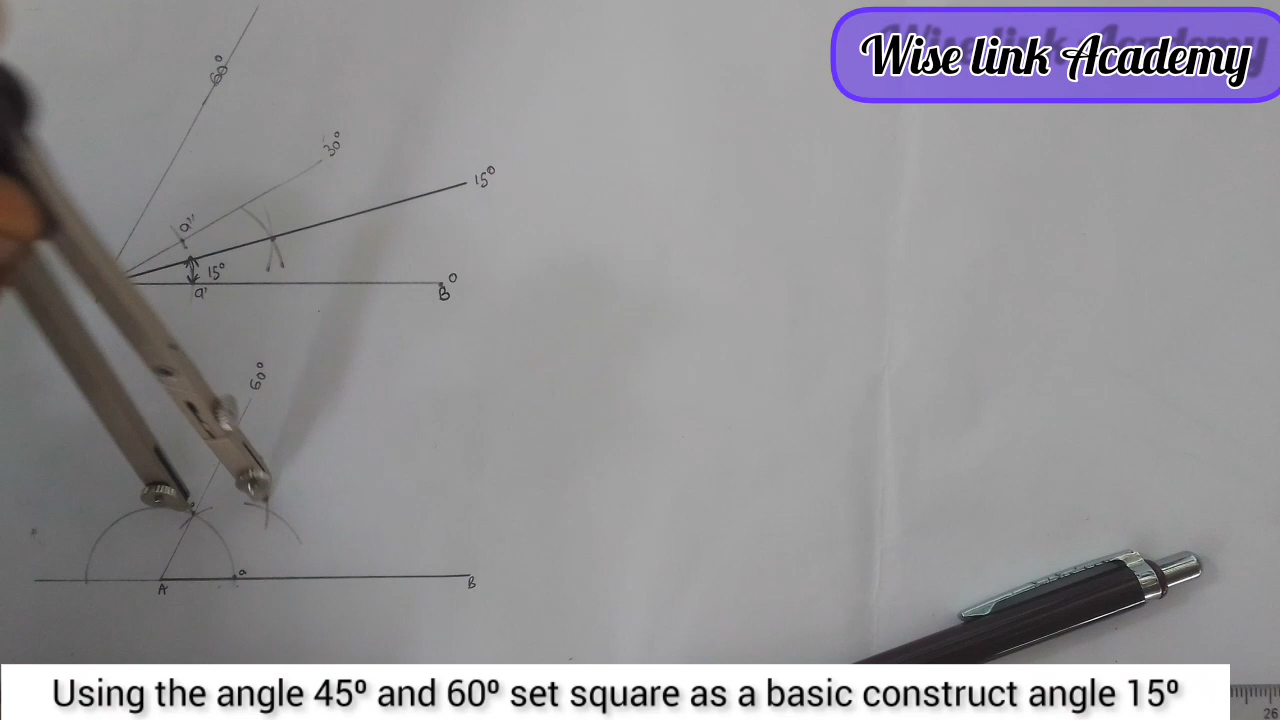 Wise link Academy
60°
30°
15°
a"
15°
a'
B
O
60°
a
A
B
Using the angle 45º and 60º set square as a basic construct angle 15º
26